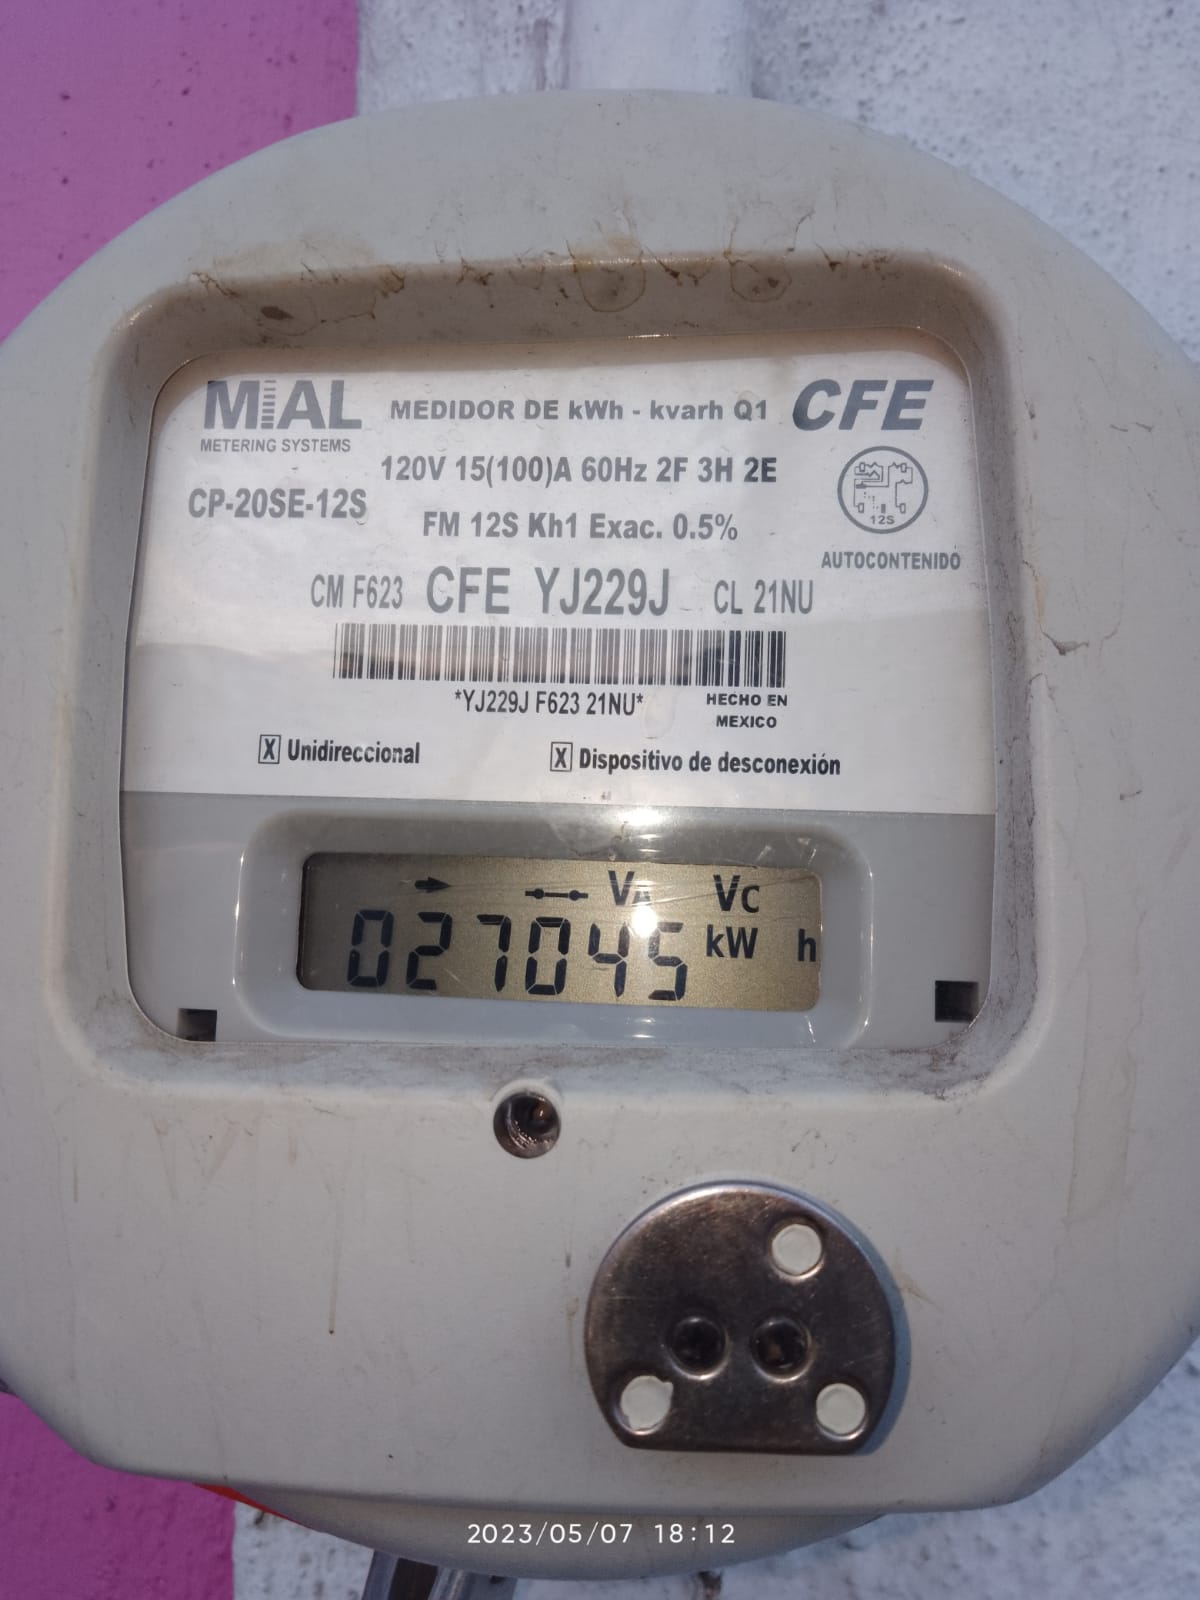 MIAL
METERING SYSTEMS
MEDIDOR DE kWh - kvarh Q1
CFE
120V 15(100)A 60Hz 2F 3H 2E
CP-20SE-12S
FM 12S Kh1 Exac. 0.5%
12S
AUTOCONTENIDO
CM F623 CFE YJ229J CL 21NU
*YJ229J F623 21NU*
HECHO EN
MEXICO
X Unidireccional
X Dispositivo de desconexión
VA VC
027045 kW h
2023/05/07 18:12